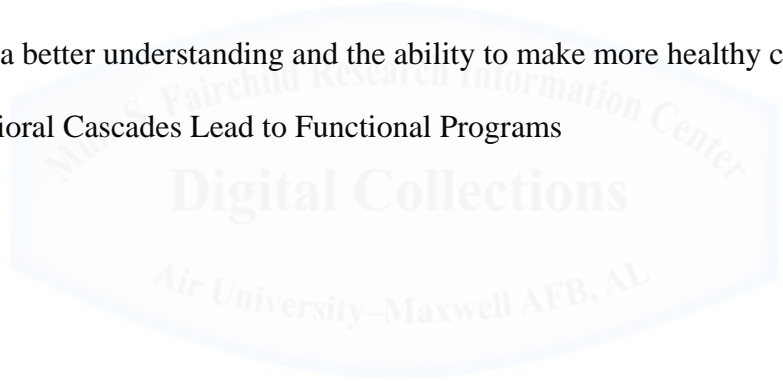 a better understanding and the ability to make more healthy c
ioral Cascades Lead to Functional Programs
Fairchild Research Information Center
Digital Collections
Air University–Maxwell AFB, AL